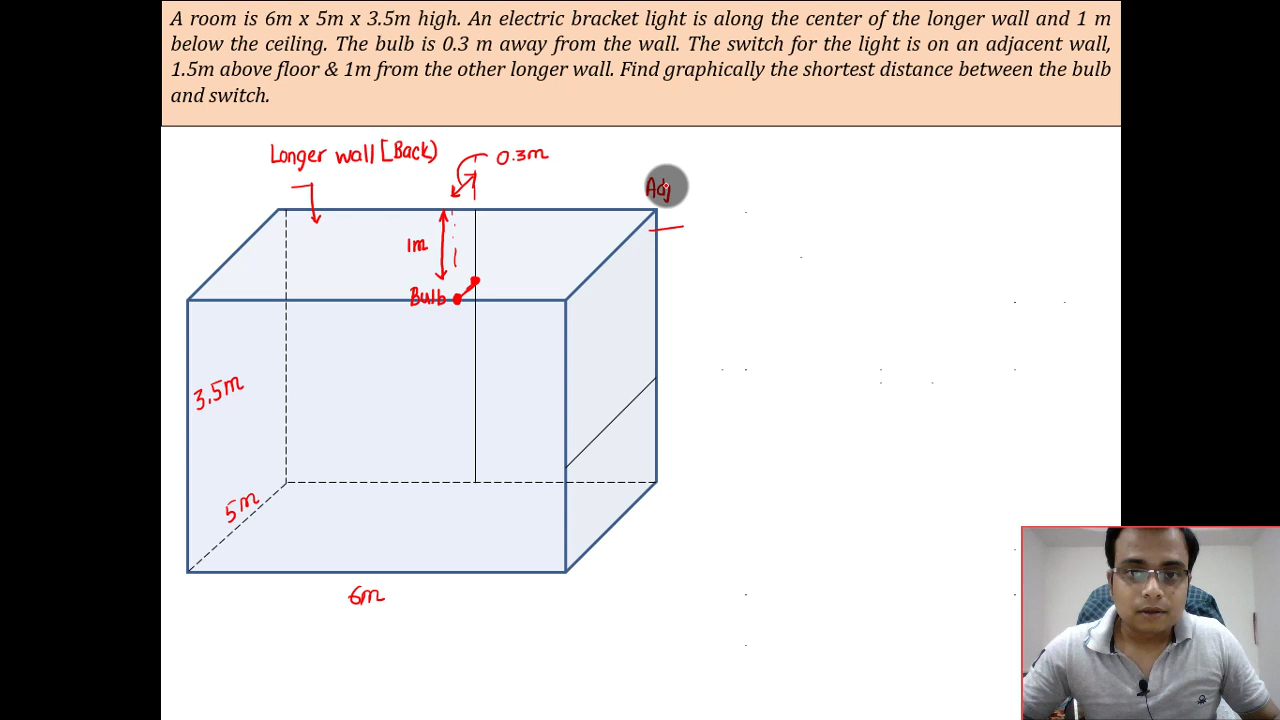 A room is 6m x 5m x 3.5m high. An electric bracket light is along the center of the longer wall and 1 m
below the ceiling. The bulb is 0.3 m away from the wall. The switch for the light is on an adjacent wall,
1.5m above floor & 1m from the other longer wall. Find graphically the shortest distance between the bulb
and switch.
Longer wall [Back)
0.3m
Adj
1m
Bulb
3.5m
5m
6m